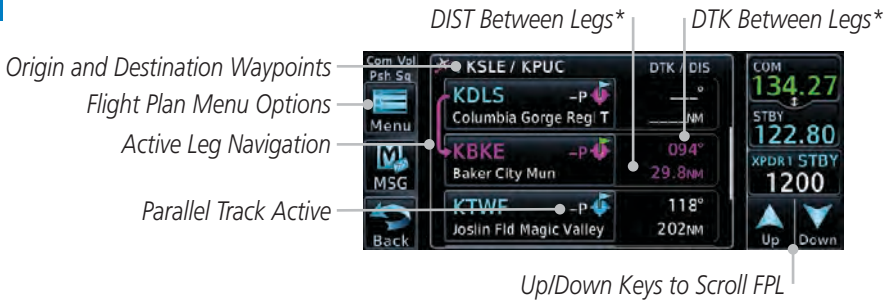 DIST Between Legs*
DTK Between Legs*
Origin and Destination Waypoints
Flight Plan Menu Options
Active Leg Navigation
Parallel Track Active
Com Vol
Psh Sq
Menu
MSG
Back
KSLE / KPUC
DTK / DIS
KDLS
–P
Columbia Gorge Regl T
___°
____NM
KBKE
–P
Baker City Mun
094°
29.8NM
KTWF
–P
Joslin Fld Magic Valley
118°
202NM
COM
134.27
STBY
122.80
XPDR1 STBY
1200
Up
Down
Up/Down Keys to Scroll FPL